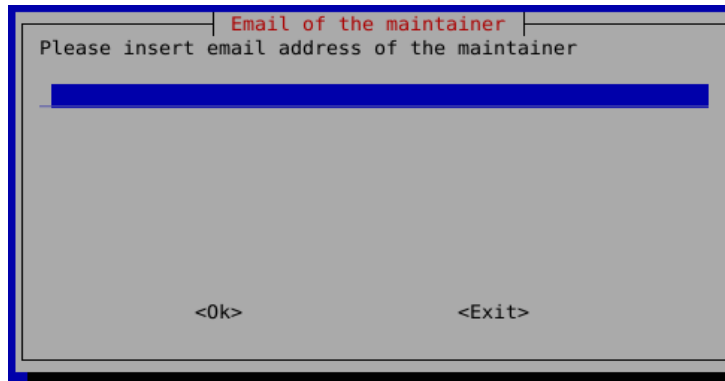 Email of the maintainer
Please insert email address of the maintainer
<Ok> <Exit>